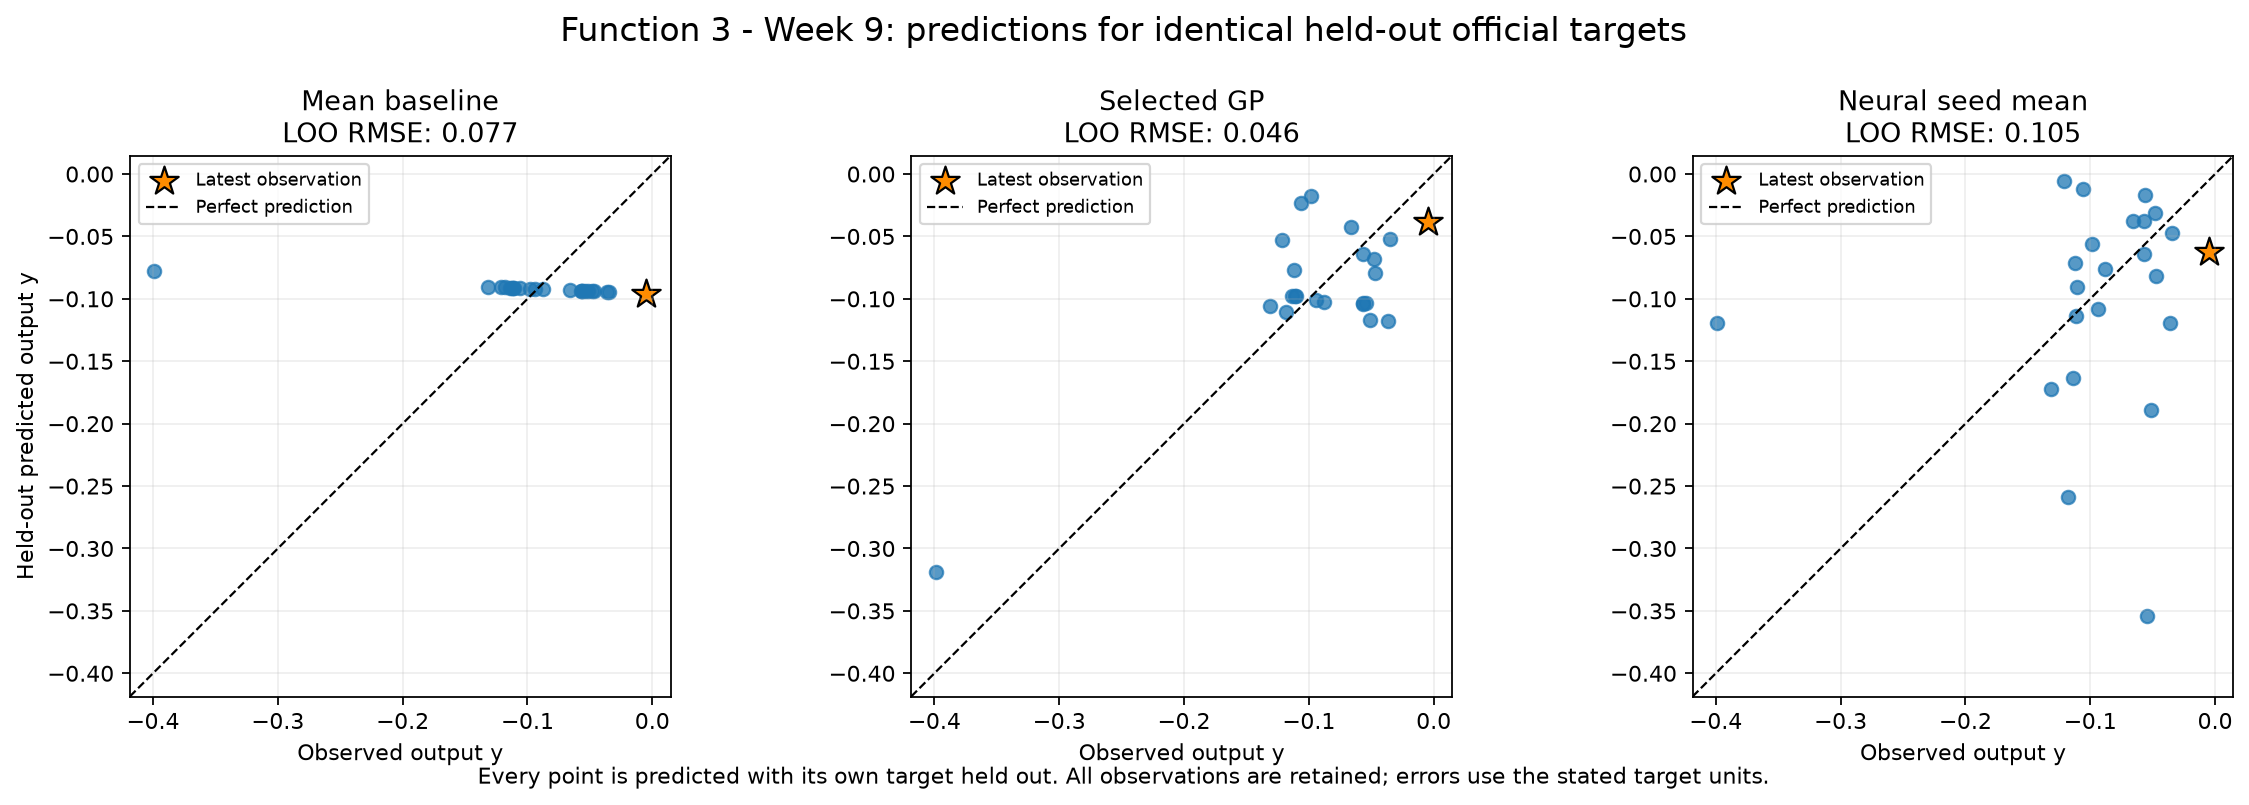 Function 3 - Week 9: predictions for identical held-out official targets
Mean baseline
LOO RMSE: 0.077
Latest observation
Perfect prediction
0.00
−0.05
−0.10
−0.15
−0.20
−0.25
−0.30
−0.35
−0.40
Held-out predicted output y
−0.4
−0.3
−0.2
−0.1
0.0
Observed output y
Selected GP
LOO RMSE: 0.046
Latest observation
Perfect prediction
0.00
−0.05
−0.10
−0.15
−0.20
−0.25
−0.30
−0.35
−0.40
−0.4
−0.3
−0.2
−0.1
0.0
Observed output y
Neural seed mean
LOO RMSE: 0.105
Latest observation
Perfect prediction
0.00
−0.05
−0.10
−0.15
−0.20
−0.25
−0.30
−0.35
−0.40
−0.4
−0.3
−0.2
−0.1
0.0
Observed output y
Every point is predicted with its own target held out. All observations are retained; errors use the stated target units.